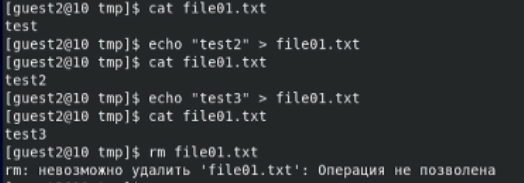 [guest2@10 tmp]$ cat file01.txt
test
[guest2@10 tmp]$ echo "test2" > file01.txt
[guest2@10 tmp]$ cat file01.txt
test2
[guest2@10 tmp]$ echo "test3" > file01.txt
[guest2@10 tmp]$ cat file01.txt
test3
[guest2@10 tmp]$ rm file01.txt
rm: невозможно удалить 'file01.txt': Операция не позволена